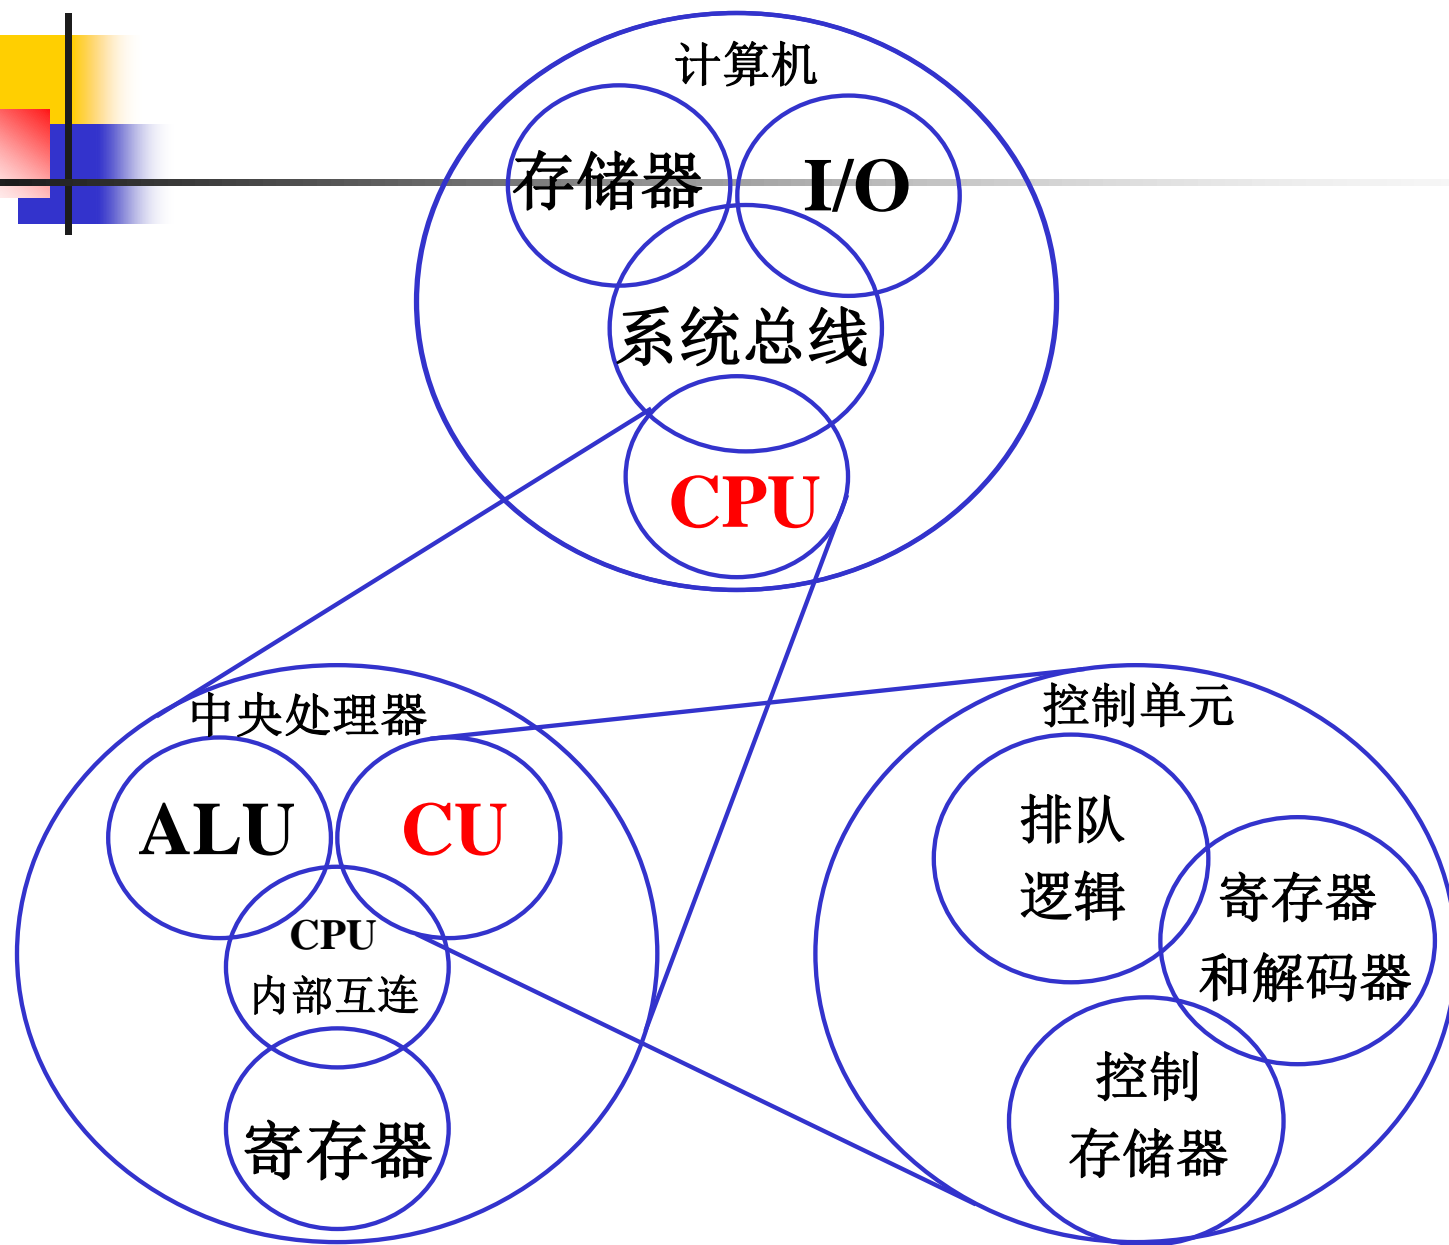 计算机
存储器
I/O
系统总线
CPU
中央处理器
ALU
CU
CPU
内部互连
寄存器
控制单元
排队
逻辑
寄存器
和解码器
控制
存储器